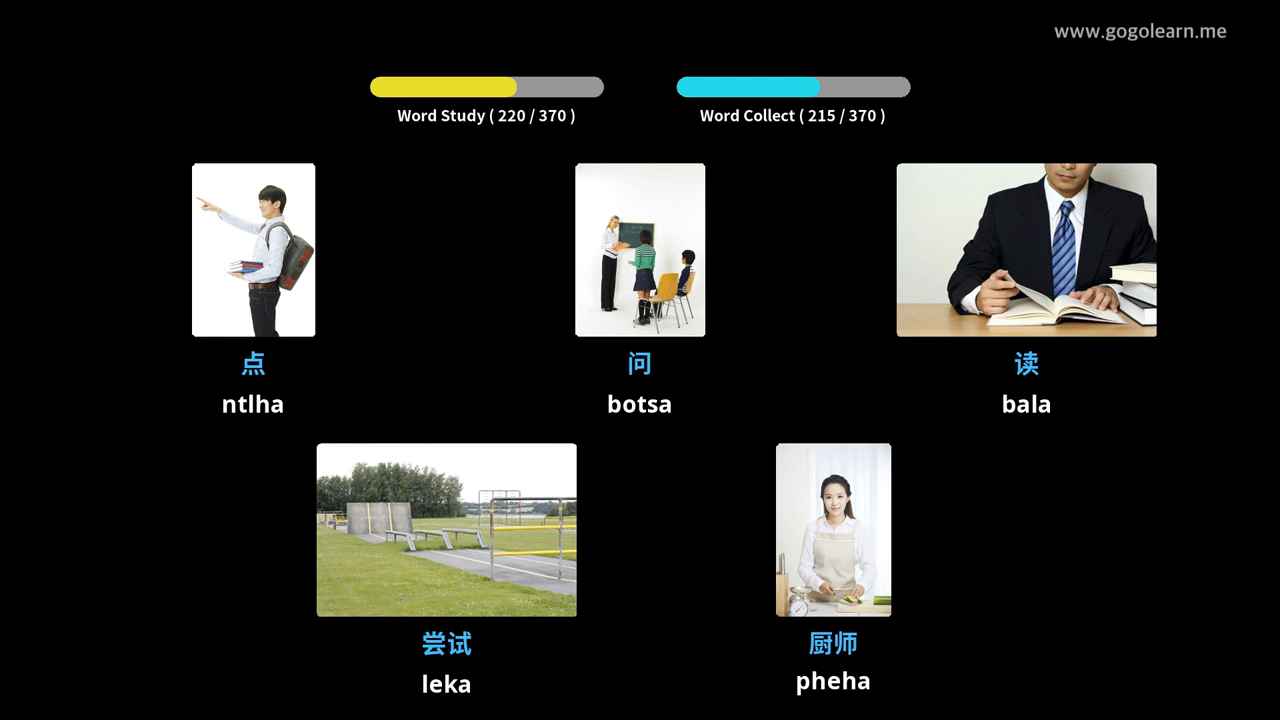 www.gogolearn.me
Word Study ( 220 / 370 )
Word Collect ( 215 / 370 )
点
ntlha
问
botsa
读
bala
尝试
leka
厨师
pheha